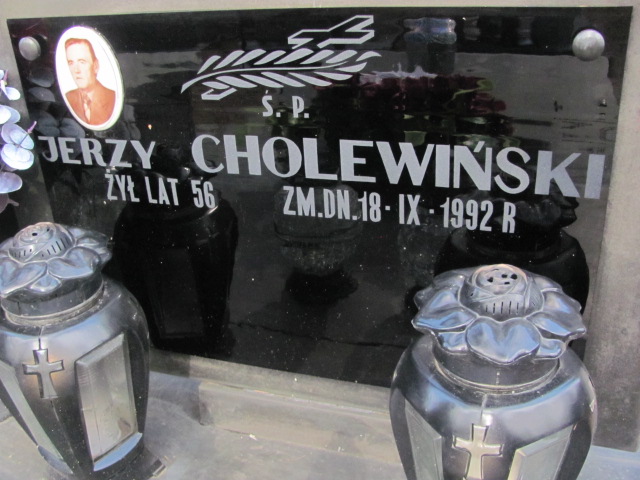 Ś. P.
JERZY CHOLEWIŃSKI
ŻYŁ LAT 56 ZM.DN.18·IX·1992 R